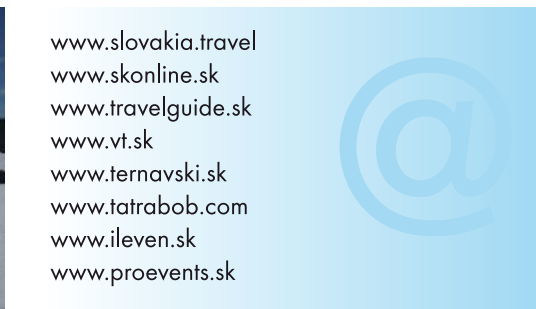 www.slovakia.travel
www.skonline.sk
www.travelguide.sk
www.vt.sk
www.ternavski.sk
www.tatrabob.com
www.ileven.sk
www.proevents.sk
@